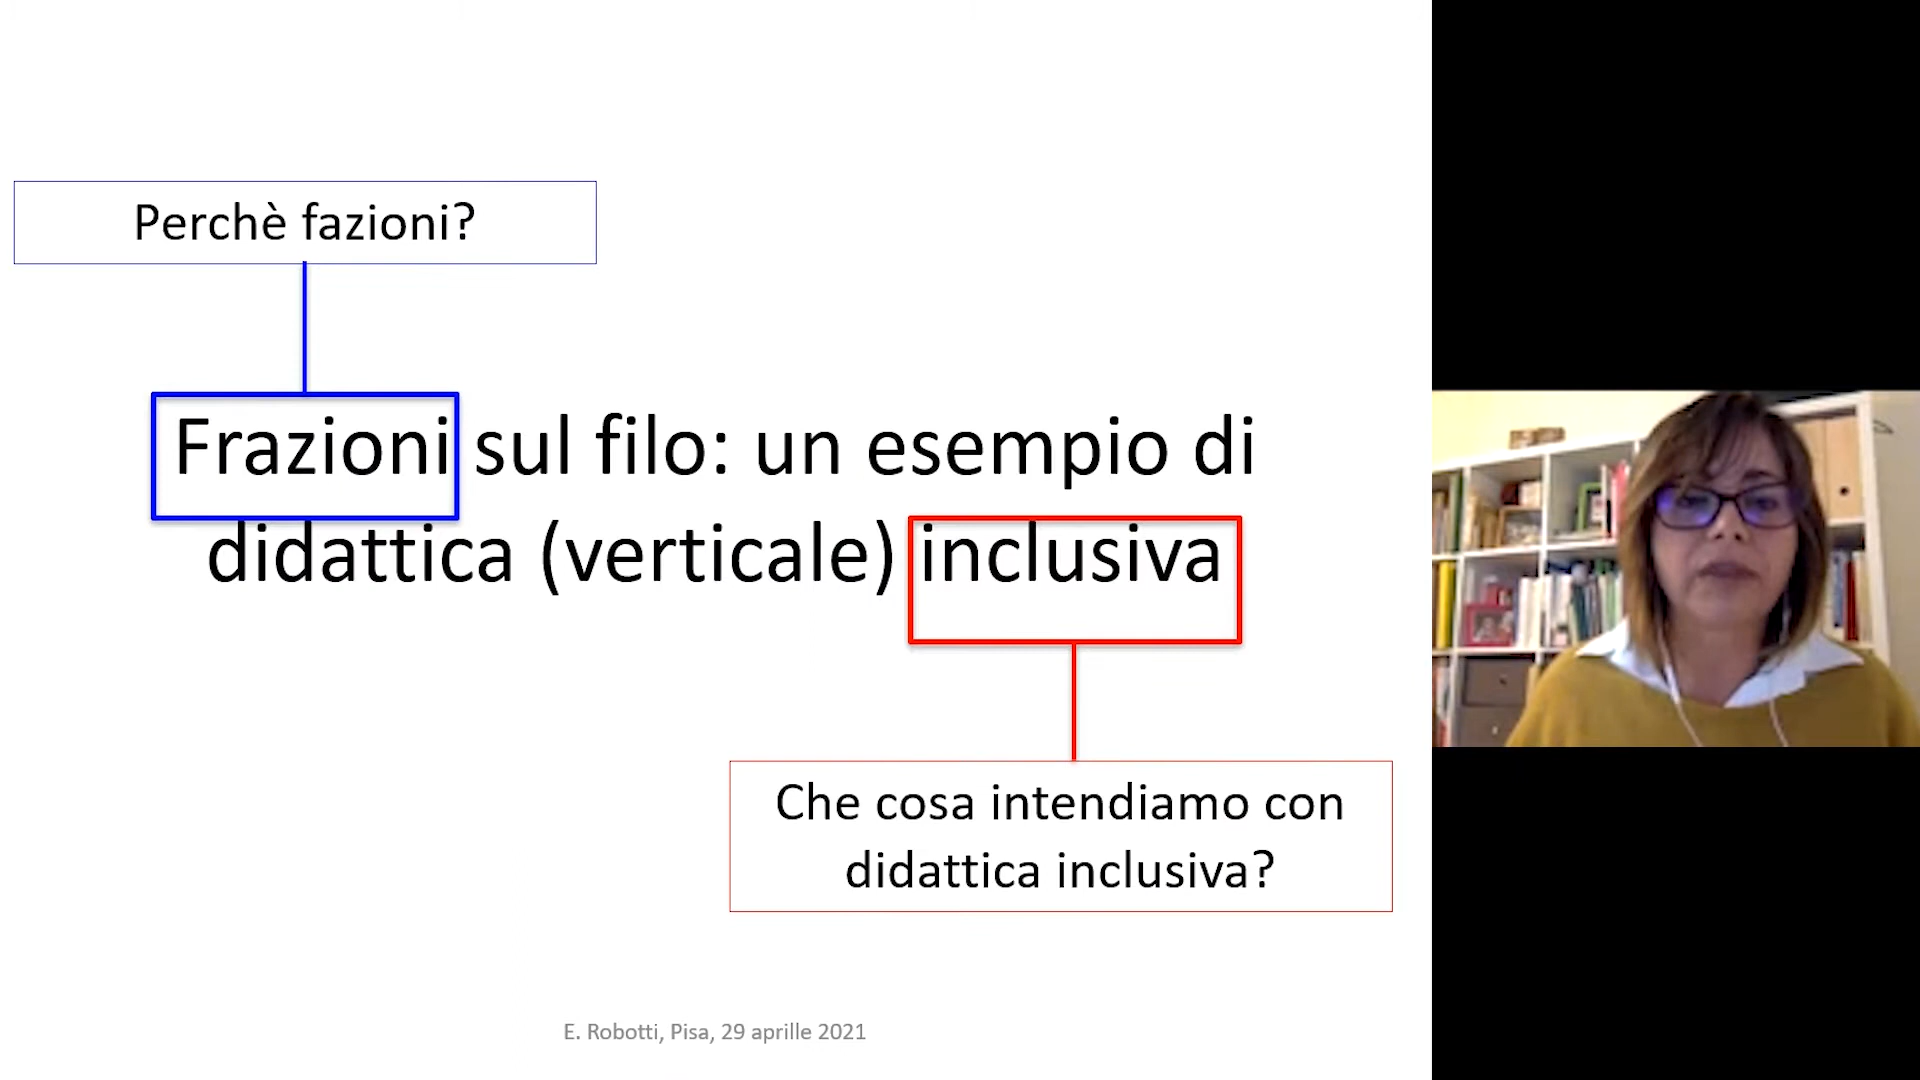 Perchè fazioni?
Frazioni sul filo: un esempio di
didattica (verticale) inclusiva
Che cosa intendiamo con
didattica inclusiva?
E. Robotti, Pisa, 29 aprille 2021